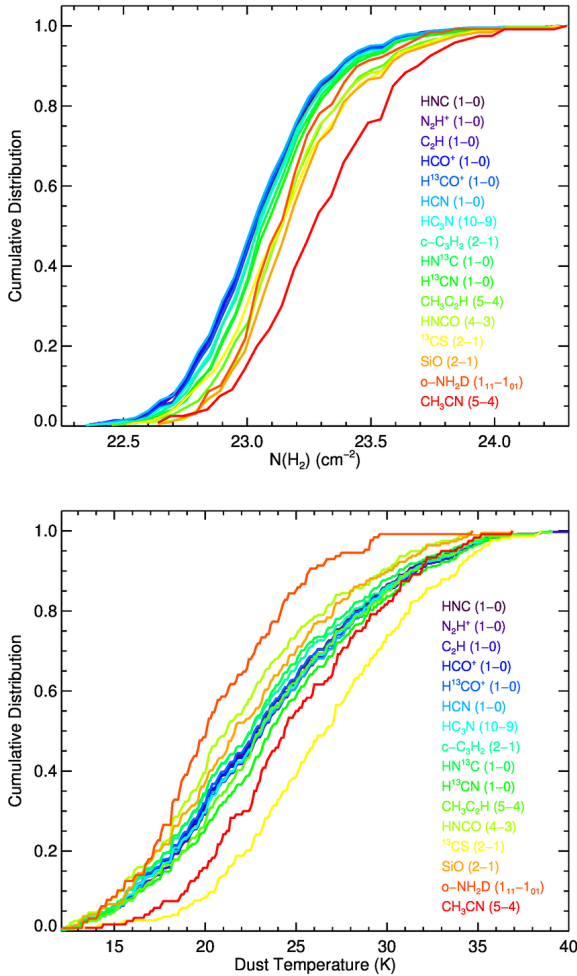 1.0
0.8
0.6
0.4
0.2
0.0
Cumulative Distribution
HNC (1−0)
N₂H⁺ (1−0)
C₂H (1−0)
HCO⁺ (1−0)
H¹³CO⁺ (1−0)
HCN (1−0)
HC₃N (10−9)
c−C₃H₂ (2−1)
HN¹³C (1−0)
H¹³CN (1−0)
CH₃C₂H (5−4)
HNCO (4−3)
¹³CS (2−1)
SiO (2−1)
o−NH₂D (1₁₁−1₀₁)
CH₃CN (5−4)
22.5 23.0 23.5 24.0
N(H₂) (cm⁻²)
1.0
0.8
0.6
0.4
0.2
0.0
Cumulative Distribution
HNC (1−0)
N₂H⁺ (1−0)
C₂H (1−0)
HCO⁺ (1−0)
H¹³CO⁺ (1−0)
HCN (1−0)
HC₃N (10−9)
c−C₃H₂ (2−1)
HN¹³C (1−0)
H¹³CN (1−0)
CH₃C₂H (5−4)
HNCO (4−3)
¹³CS (2−1)
SiO (2−1)
o−NH₂D (1₁₁−1₀₁)
CH₃CN (5−4)
15 20 25 30 35 40
Dust Temperature (K)